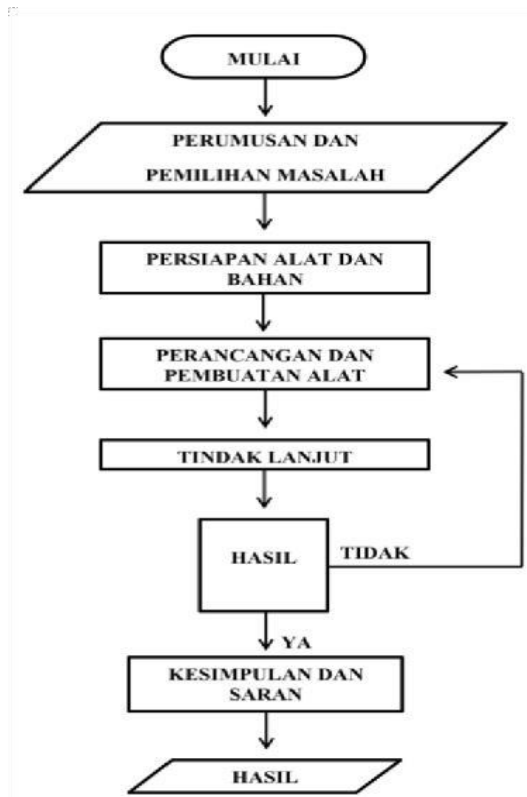 MULAI
PERUMUSAN DAN
PEMILIHAN MASALAH
PERSIAPAN ALAT DAN
BAHAN
PERANCANGAN DAN
PEMBUATAN ALAT
TINDAK LANJUT
HASIL
TIDAK
YA
KESIMPULAN DAN
SARAN
HASIL